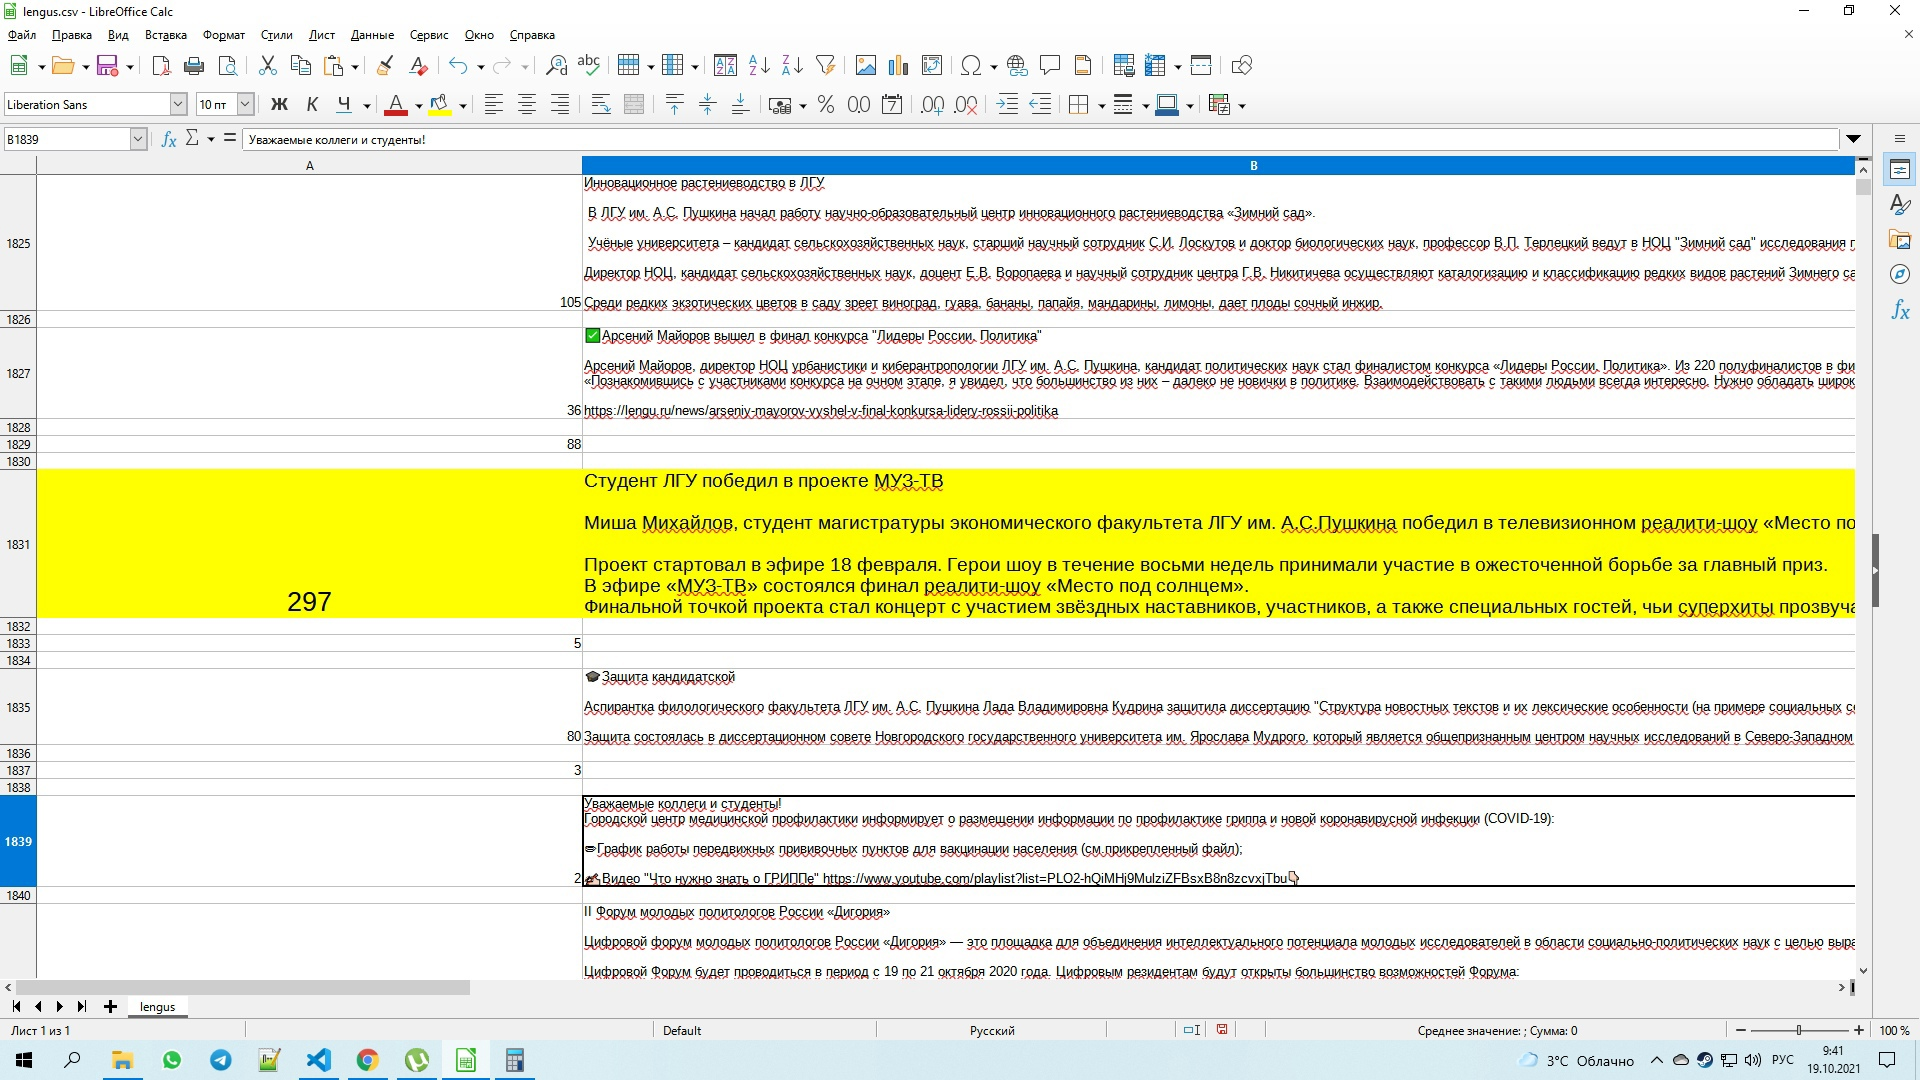 lengus.csv - LibreOffice Calc
Файл Правка Вид Вставка Формат Стили Лист Данные Сервис Окно Справка
Liberation Sans 10 пт Ж К Ч
B1839 Уважаемые коллеги и студенты!
A B
Инновационное растениеводство в ЛГУ
В ЛГУ им. А.С. Пушкина начал работу научно-образовательный центр инновационного растениеводства «Зимний сад».
1825 Учёные университета – кандидат сельскохозяйственных наук, старший научный сотрудник С.И. Лоскутов и доктор биологических наук, профессор В.П. Терлецкий ведут в НОЦ "Зимний сад" исследования п
Директор НОЦ, кандидат сельскохозяйственных наук, доцент Е.В. Воропаева и научный сотрудник центра Г.В. Никитичева осуществляют каталогизацию и классификацию редких видов растений Зимнего са
105 Среди редких экзотических цветов в саду зреет виноград, гуава, бананы, папайя, мандарины, лимоны, дает плоды сочный инжир.
1826
✅Арсений Майоров вышел в финал конкурса "Лидеры России. Политика"
1827 Арсений Майоров, директор НОЦ урбанистики и киберантропологии ЛГУ им. А.С. Пушкина, кандидат политических наук стал финалистом конкурса «Лидеры России. Политика». Из 220 полуфиналистов в фи
«Познакомившись с участниками конкурса на очном этапе, я увидел, что большинство из них – далеко не новички в политике. Взаимодействовать с такими людьми всегда интересно. Нужно обладать широк
36 https://lengu.ru/news/arseniy-mayorov-vyshel-v-final-konkursa-lidery-rossii-politika
1828
1829 88
1830
Студент ЛГУ победил в проекте МУЗ-ТВ
Миша Михайлов, студент магистратуры экономического факультета ЛГУ им. А.С.Пушкина победил в телевизионном реалити-шоу «Место по
1831 Проект стартовал в эфире 18 февраля. Герои шоу в течение восьми недель принимали участие в ожесточенной борьбе за главный приз.
В эфире «МУЗ-ТВ» состоялся финал реалити-шоу «Место под солнцем».
297 Финальной точкой проекта стал концерт с участием звёздных наставников, участников, а также специальных гостей, чьи суперхиты прозвуча
1832
1833 5
1834
🎓Защита кандидатской
1835 Аспирантка филологического факультета ЛГУ им. А.С. Пушкина Лада Владимировна Кудрина защитила диссертацию "Структура новостных текстов и их лексические особенности (на примере социальных се
80 Защита состоялась в диссертационном совете Новгородского государственного университета им. Ярослава Мудрого, который является общепризнанным центром научных исследований в Северо-Западном
1836
1837 3
1838
Уважаемые коллеги и студенты!
Городской центр медицинской профилактики информирует о размещении информации по профилактике гриппа и новой коронавирусной инфекции (COVID-19):
1839 График работы передвижных прививочных пунктов для вакцинации населения (см.прикрепленный файл);
2 ✍Видео "Что нужно знать о ГРИППе" https://www.youtube.com/playlist?list=PLO2-hQiMHj9MulziZFBsxB8n8zcvxjTbu👇
1840
II Форум молодых политологов России «Дигория»
Цифровой форум молодых политологов России «Дигория» — это площадка для объединения интеллектуального потенциала молодых исследователей в области социально-политических наук с целью выра
Цифровой Форум будет проводиться в период с 19 по 21 октября 2020 года. Цифровым резидентам будут открыты большинство возможностей Форума:
lengus
Лист 1 из 1 Default Русский Среднее значение: ; Сумма: 0 100 %
3°C Облачно РУС 9:41
19.10.2021